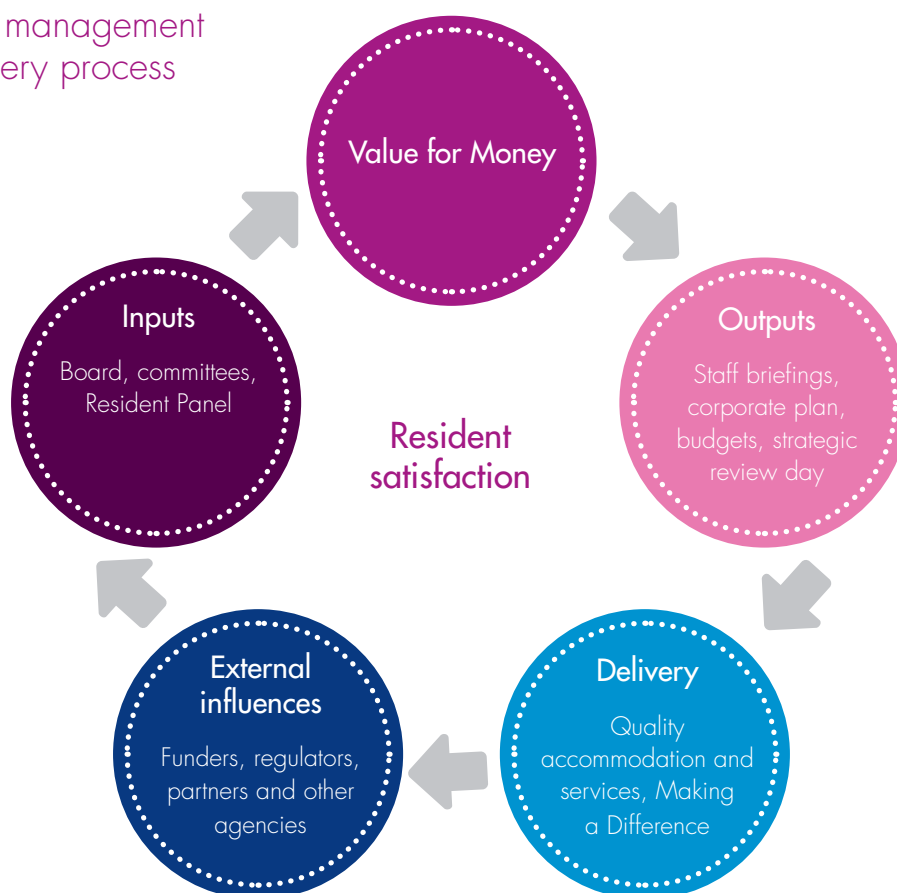 management
ery process
Value for Money
Inputs
Board, committees,
Resident Panel
Outputs
Staff briefings,
corporate plan,
budgets, strategic
review day
Resident
satisfaction
External
influences
Funders, regulators,
partners and other
agencies
Delivery
Quality
accommodation and
services, Making
a Difference